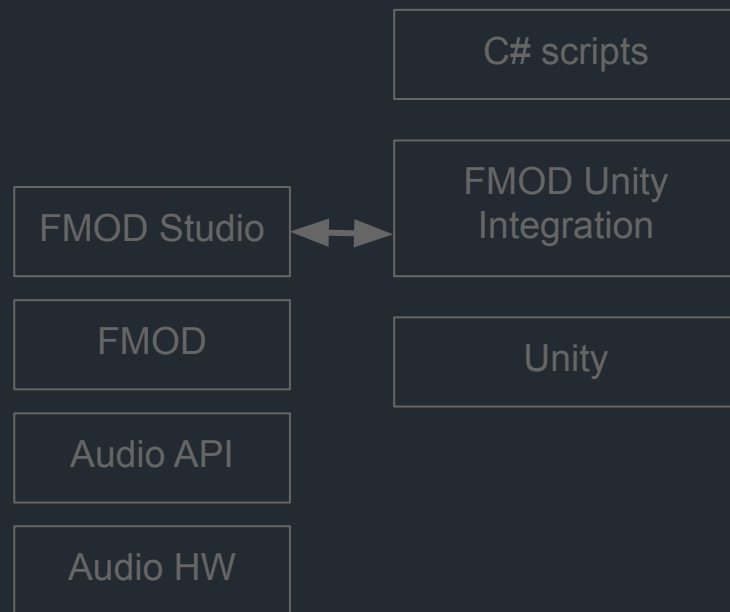 C# scripts
FMOD Unity
Integration
Unity
FMOD Studio
FMOD
Audio API
Audio HW